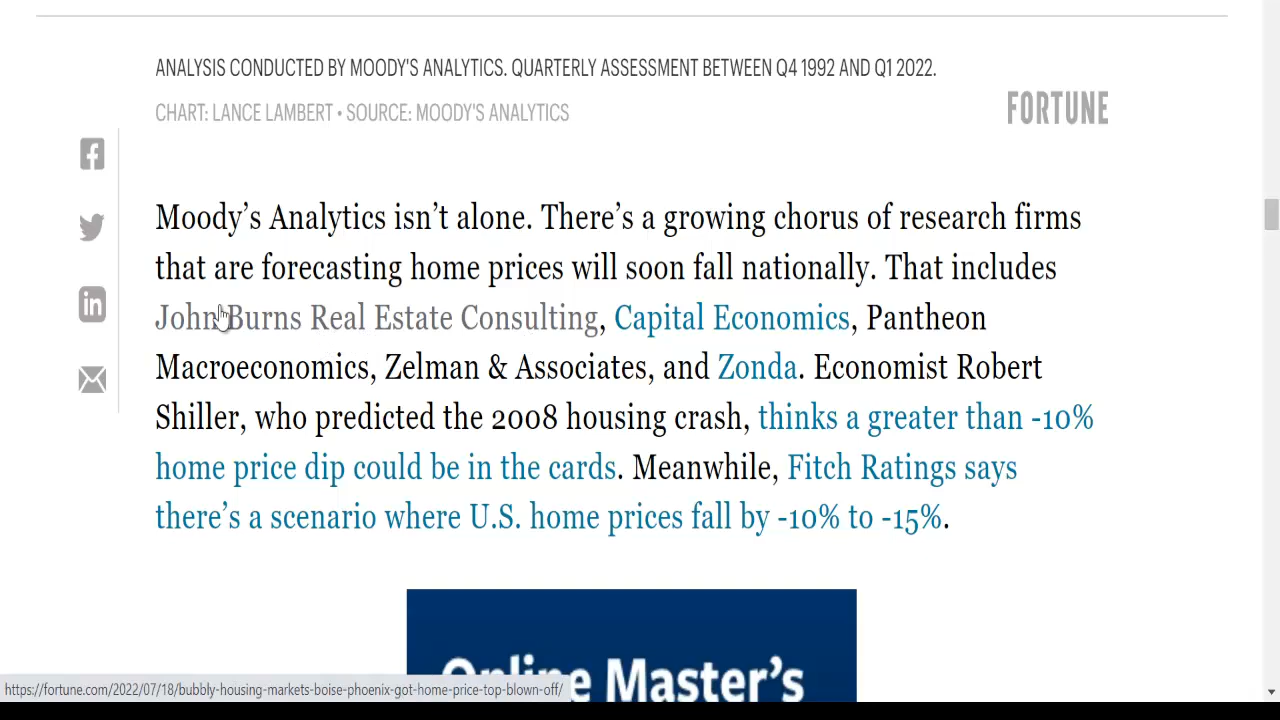 ANALYSIS CONDUCTED BY MOODY'S ANALYTICS. QUARTERLY ASSESSMENT BETWEEN Q4 1992 AND Q1 2022.
CHART: LANCE LAMBERT • SOURCE: MOODY'S ANALYTICS
FORTUNE
Moody’s Analytics isn’t alone. There’s a growing chorus of research firms
that are forecasting home prices will soon fall nationally. That includes
John Burns Real Estate Consulting, Capital Economics, Pantheon
Macroeconomics, Zelman & Associates, and Zonda. Economist Robert
Shiller, who predicted the 2008 housing crash, thinks a greater than -10%
home price dip could be in the cards. Meanwhile, Fitch Ratings says
there’s a scenario where U.S. home prices fall by -10% to -15%.
Online Master’s
https://fortune.com/2022/07/18/bubbly-housing-markets-boise-phoenix-got-home-price-top-blown-off/